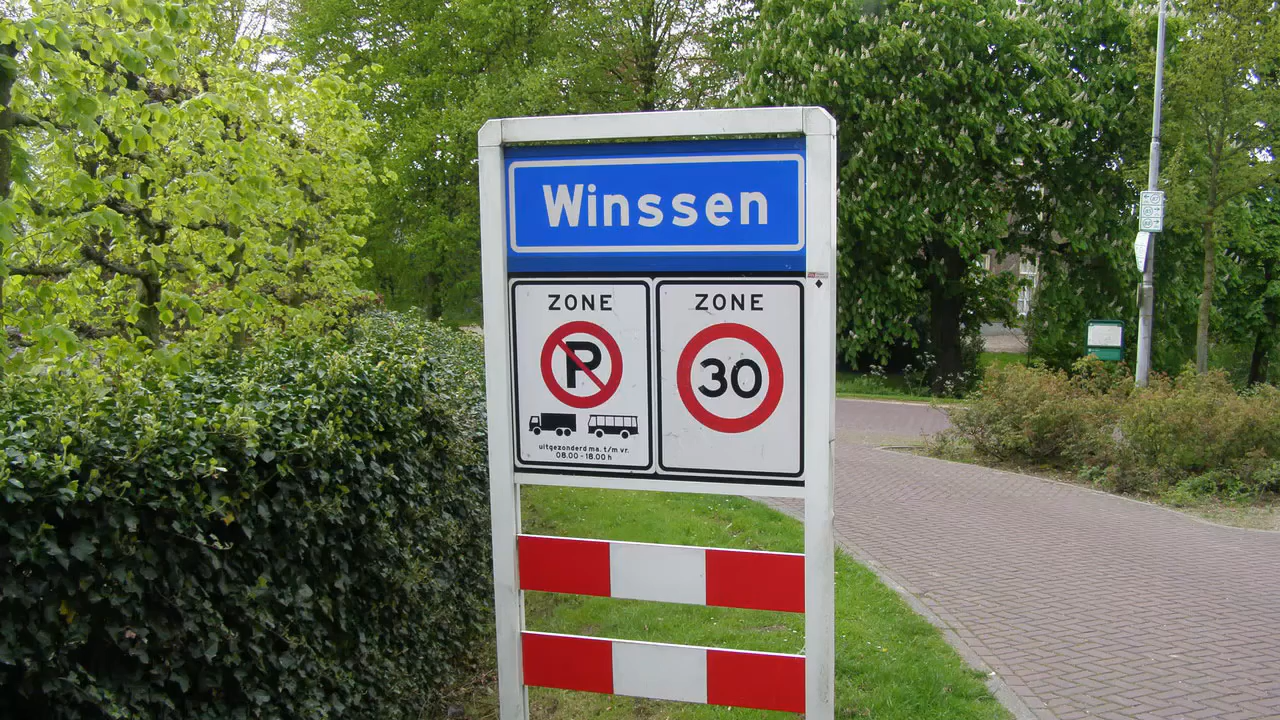 Winssen
ZONE
P
uitgezonderd ma. t/m vr.
08.00 - 18.00 h
ZONE
30